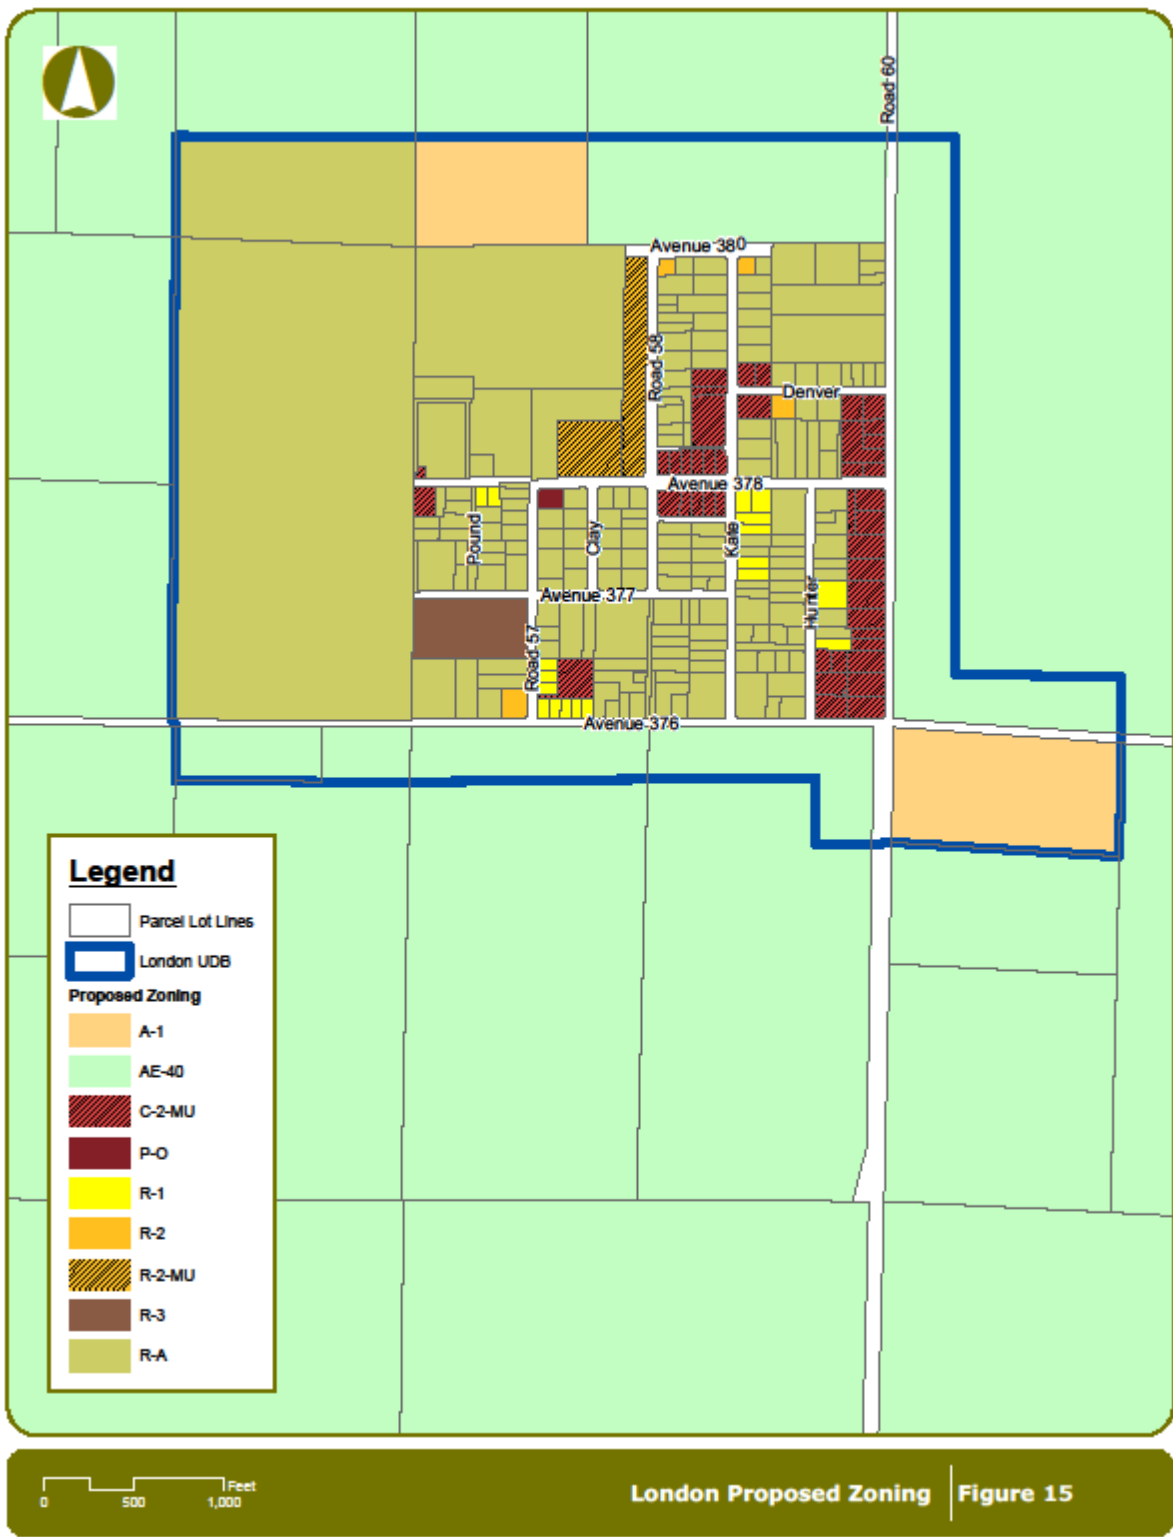 Road 60
Avenue 380
Road 58
Denver
Avenue 378
Pound
Clay
Kate
Avenue 377
Hunter
Road 57
Avenue 376
Legend
Parcel Lot Lines
London UDB
Proposed Zoning
A-1
AE-40
C-2-MU
P-O
R-1
R-2
R-2-MU
R-3
R-A
Feet
0 500 1,000
London Proposed Zoning Figure 15